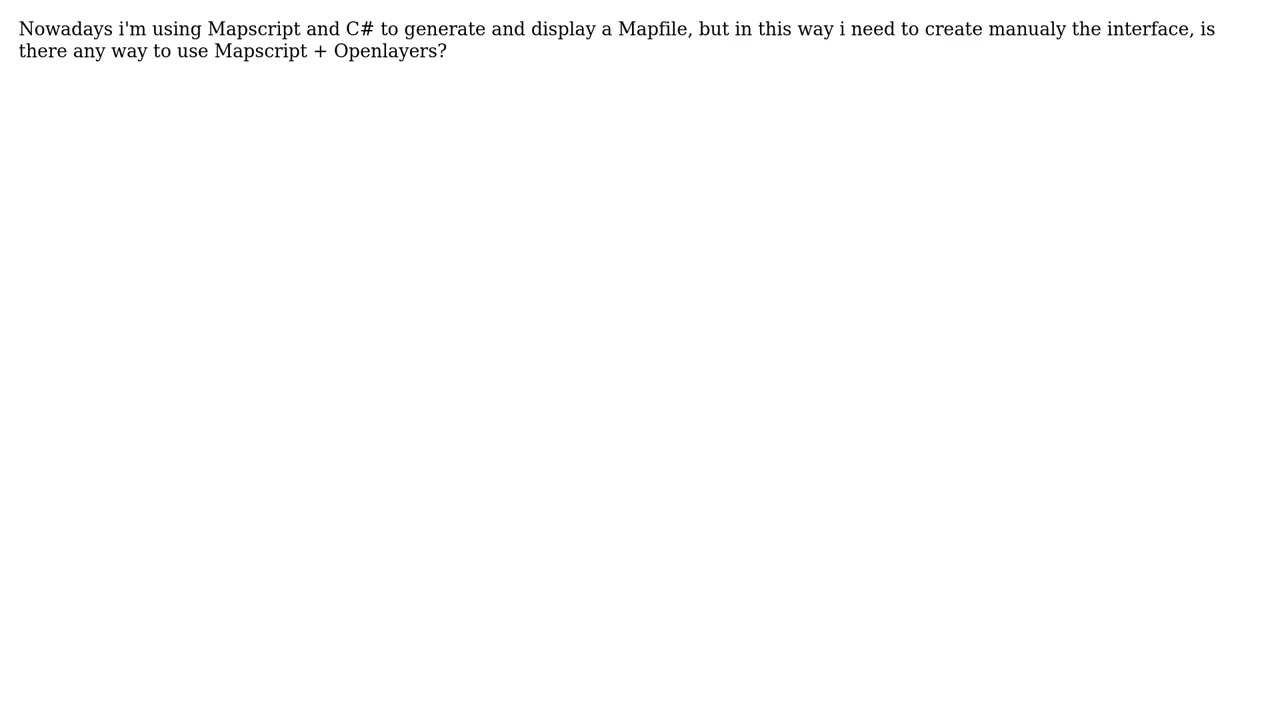 Nowadays i'm using Mapscript and C# to generate and display a Mapfile, but in this way i need to create manualy the interface, is
there any way to use Mapscript + Openlayers?